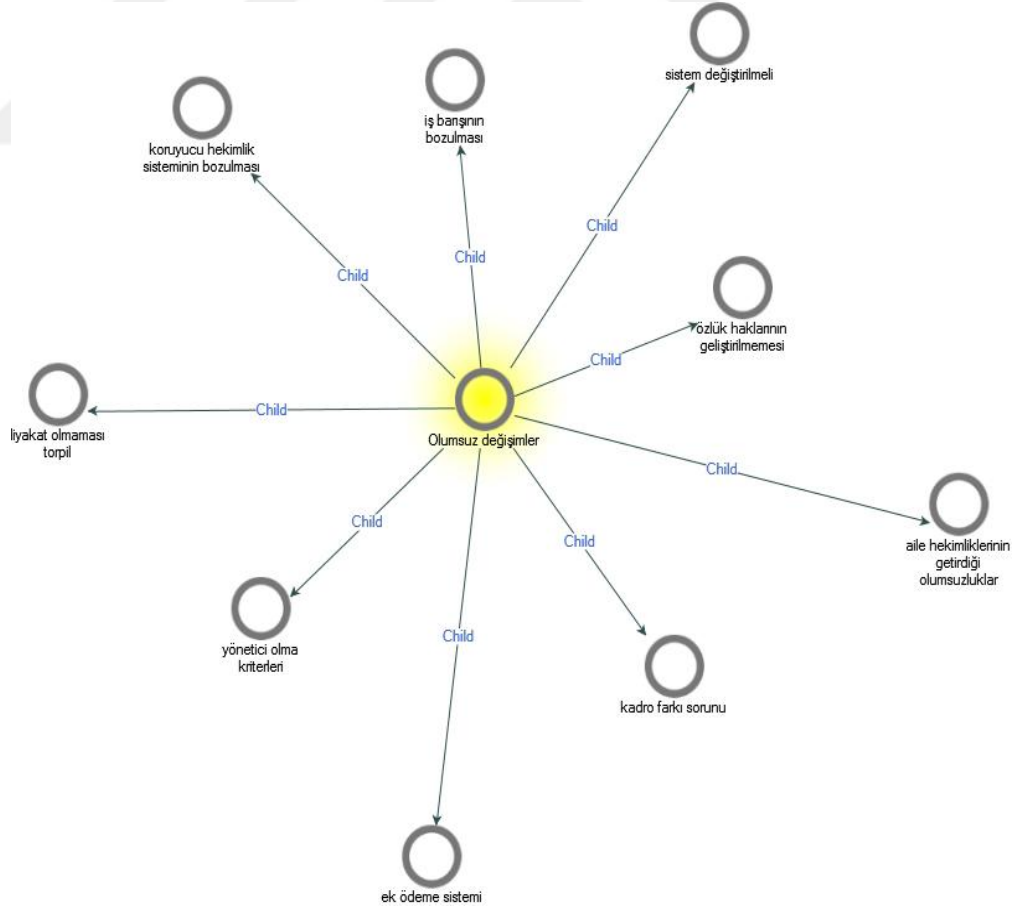 sistem değiştirilmeli
iş barışının
bozulması
koruyucu hekimlik
sisteminin bozulması
Child
Child
Child
özlük haklarının
geliştirilmemesi
Child
liyakat olmaması
torpil
Child
Olumsuz değişimler
Child
aile hekimliklerinin
getirdiği
olumsuzluklar
Child
Child
yönetici olma
kriterleri
Child
kadro farkı sorunu
ek ödeme sistemi